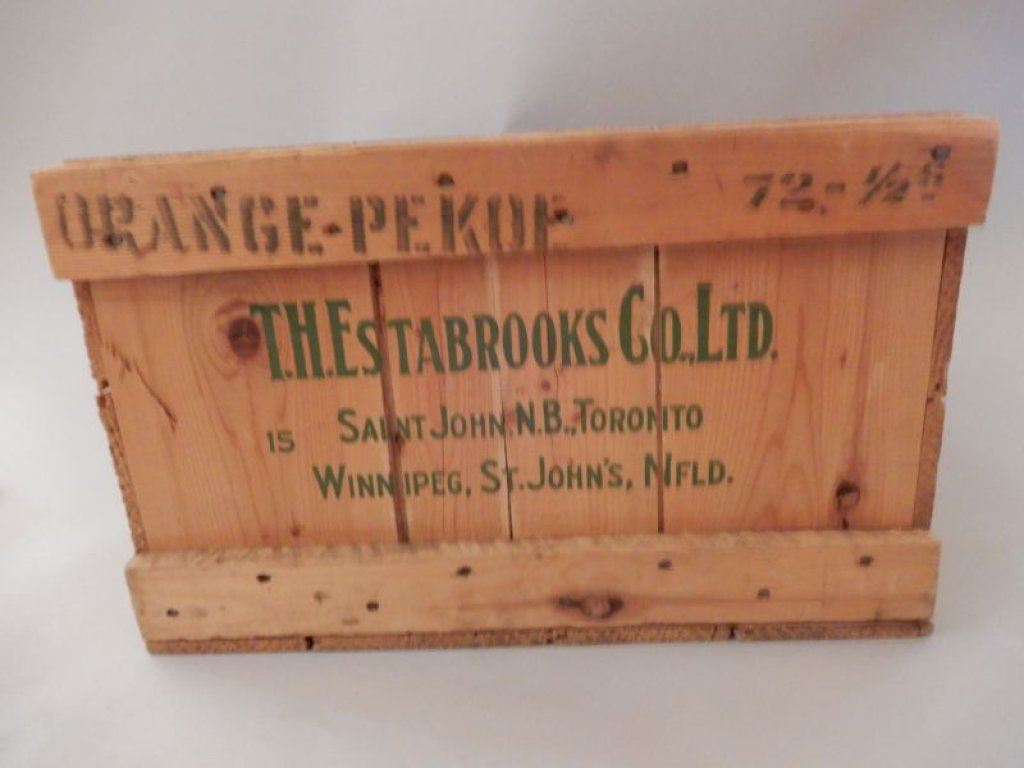 ORANGE-PEKOE 72-½s
T.H. ESTABROOKS CO., LTD.
15 SAINT JOHN, N.B., TORONTO
WINNIPEG, ST. JOHN'S, NFLD.